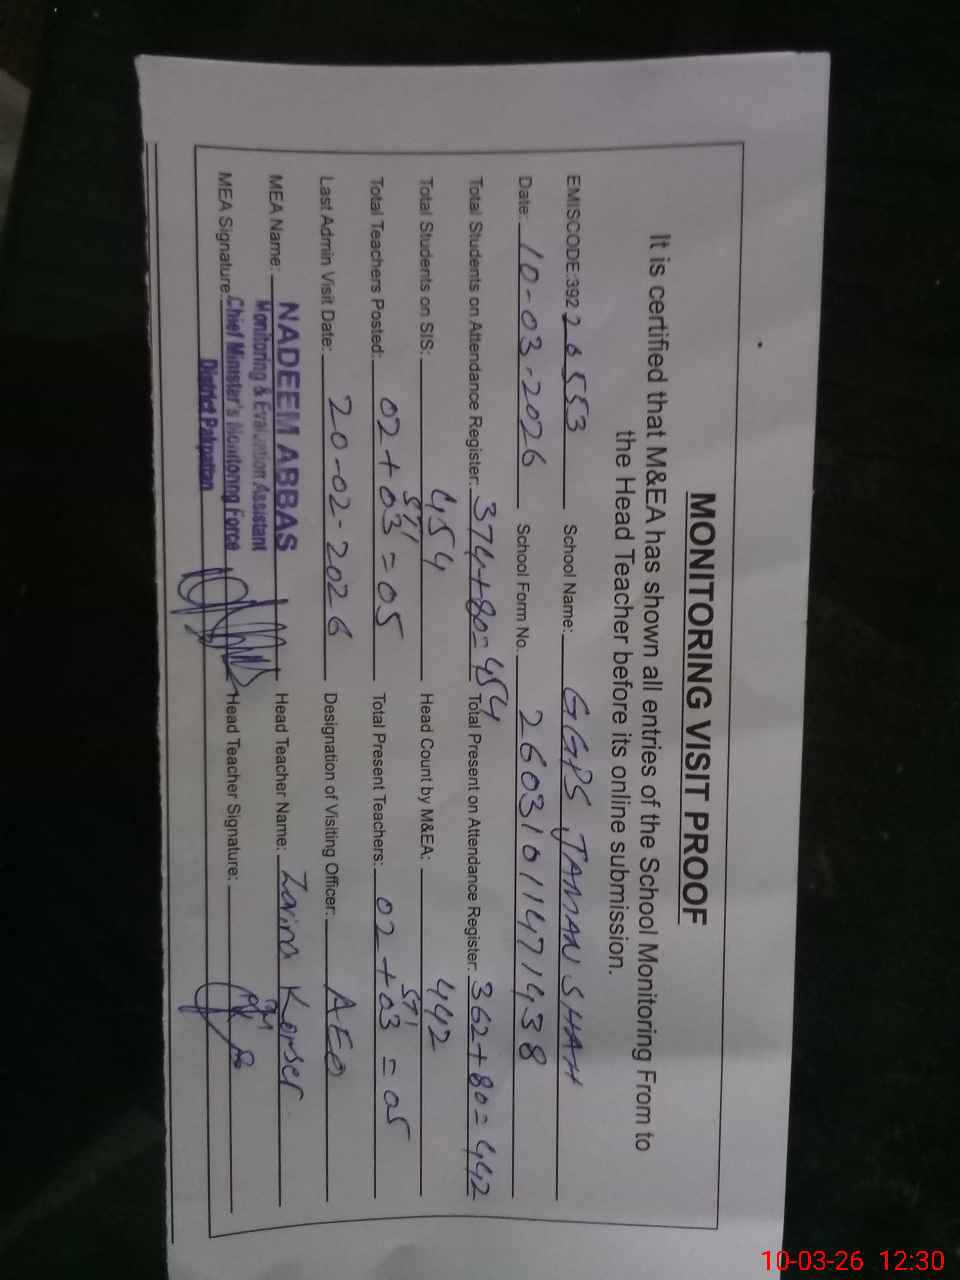 MONITORING VISIT PROOF
It is certified that M&EA has shown all entries of the School Monitoring From to
the Head Teacher before its online submission.
EMISCODE:392 26553 School Name: GGPS JAMAN SHAH
Date: 10-03-2026 School Form No. 26031011471438
Total Students on Attendance Register: 374+80=454 Total Present on Attendance Register: 362+80=442
Total Students on SIS: 454 Head Count by M&EA: 442
STI STI
Total Teachers Posted: 02+03=05 Total Present Teachers: 02+03=05
Last Admin Visit Date: 20-02-2026 Designation of Visiting Officer: AEO
MEA Name: NADEEM ABBAS Head Teacher Name: Kowser
Monitoring & Evaluation Assistant
MEA Signature: Chief Minister's Monitoring Force Head Teacher Signature:
District Pakpattan
10-03-26 12:30